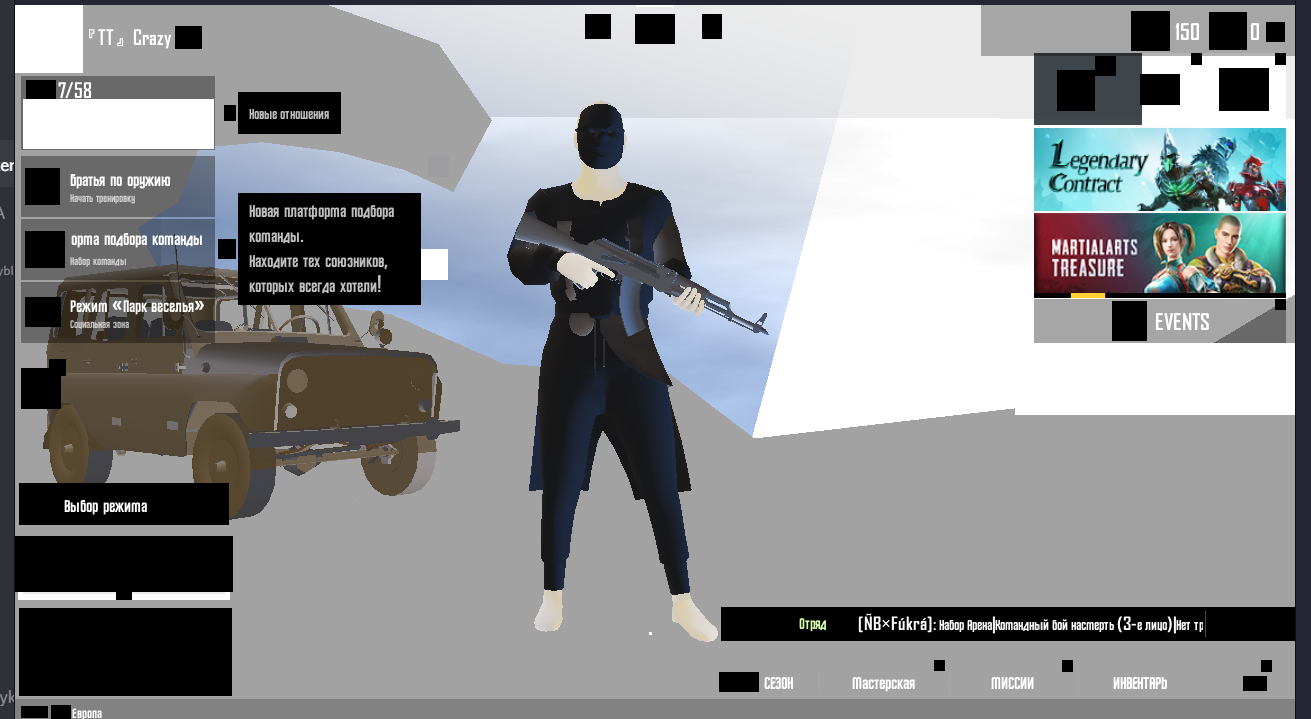 『TT』 Crazy
150
0
7/58
Новые отношения
Братья по оружию
Начать тренировку
орма подбора команды
Набор команды
Новая платформа подбора
команды.
Находите тех союзников,
которых всегда хотели!
Режим «Парк веселья»
Социальная зона
Legendary
Contract
MARTIALARTS
TREASURE
EVENTS
Выбор режима
Отряд
[ÑB×Fúkrá]: Набор Арена|Командный бой насмерть (3-е лицо)|Нет
СЕЗОН
Мастерская
МИССИИ
ИНВЕНТАРЬ
Европа